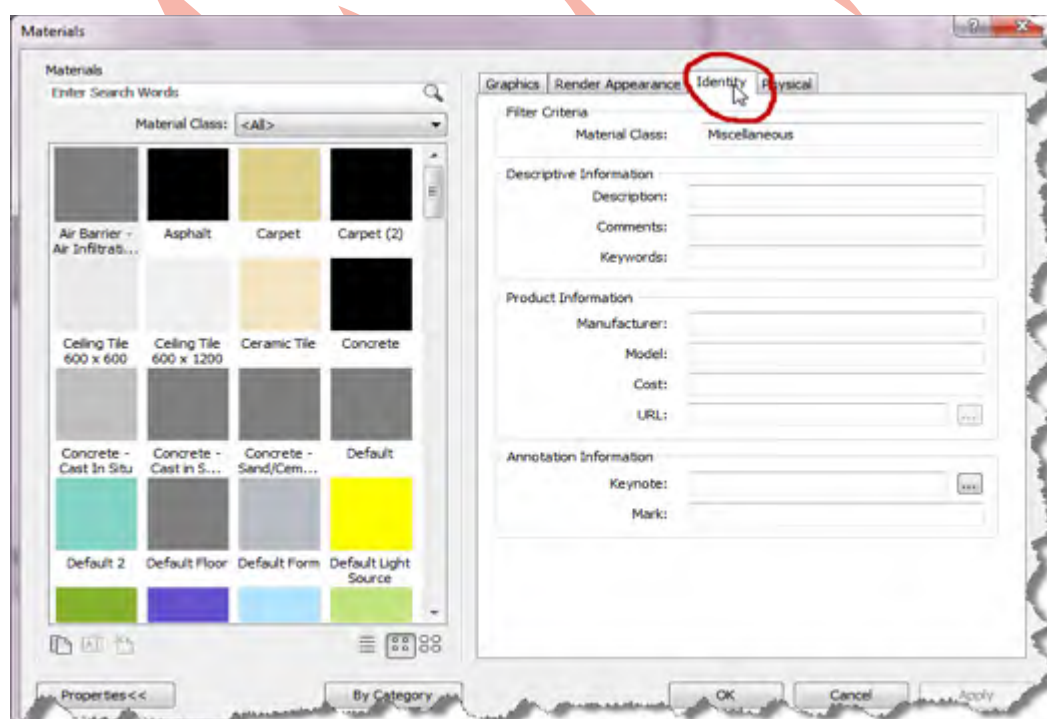 Materials
Materials
Enter Search Words
Material Class: <All>
Air Barrier - Air Infiltrati...
Asphalt
Carpet
Carpet (2)
Ceiling Tile 600 x 600
Ceiling Tile 600 x 1200
Ceramic Tile
Concrete
Concrete - Cast In Situ
Concrete - Cast in S...
Concrete - Sand/Cem...
Default
Default 2
Default Floor
Default Form
Default Light Source
Properties<<
By Category
Graphics
Render Appearance
Identity
Physical
Filter Criteria
Material Class: Miscellaneous
Descriptive Information
Description:
Comments:
Keywords:
Product Information
Manufacturer:
Model:
Cost:
URL:
...
Annotation Information
Keynote:
...
Mark:
OK
Cancel
Apply